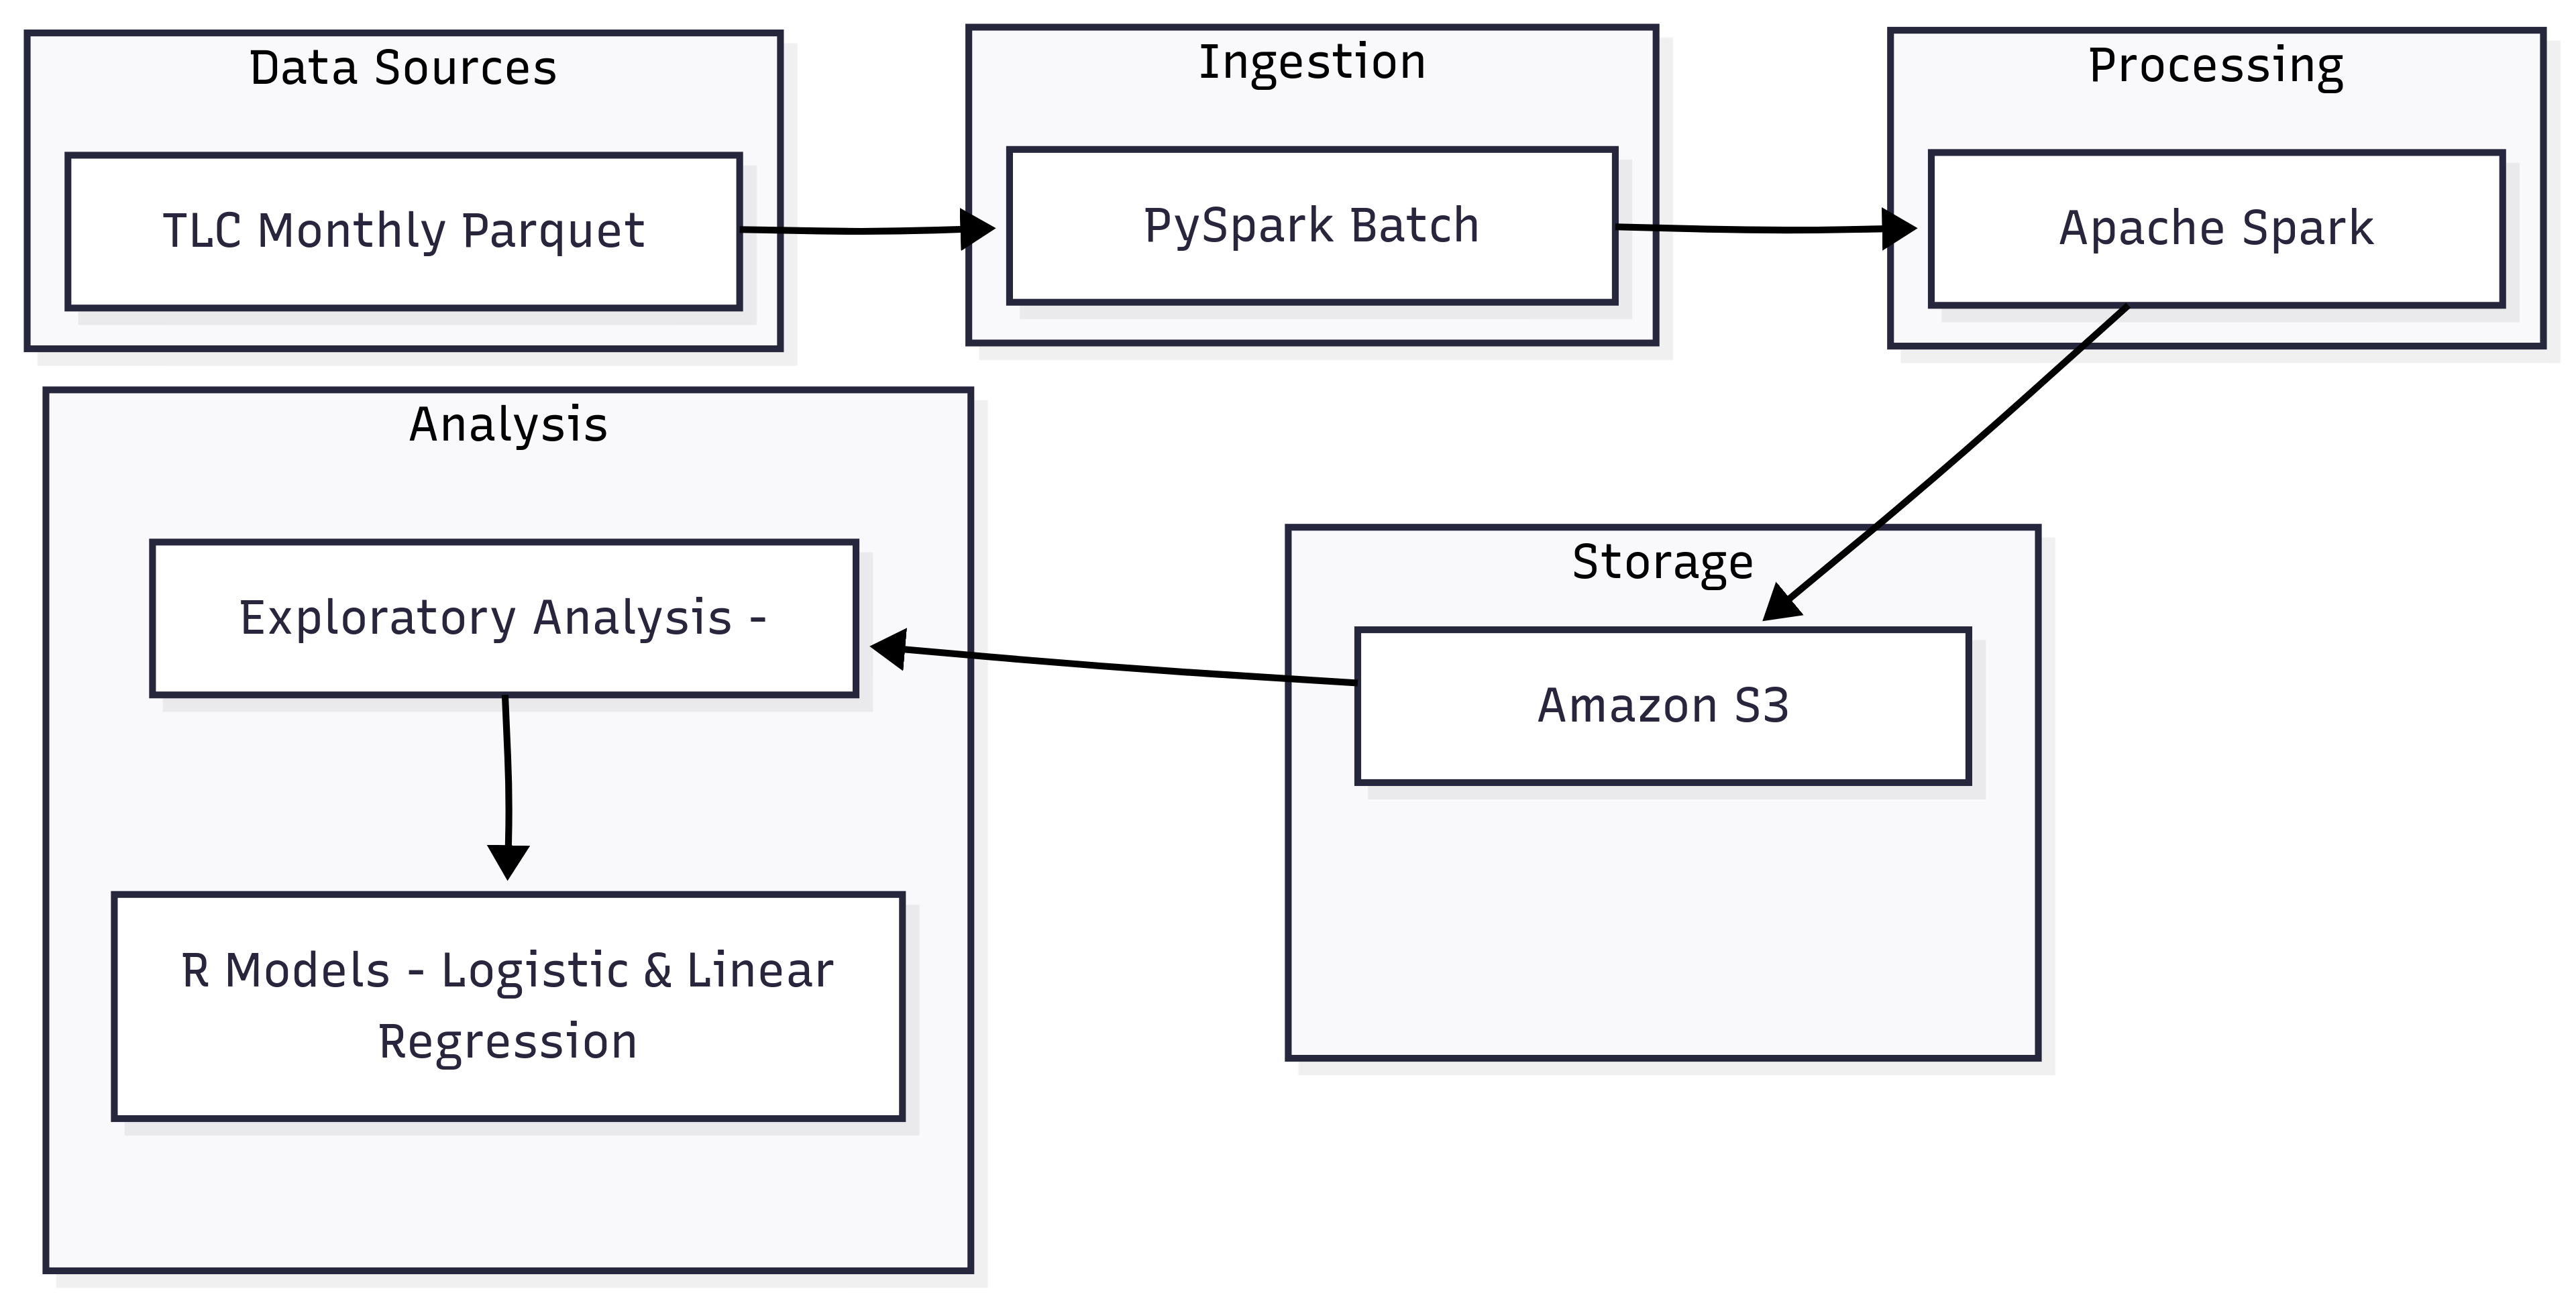 Data Sources
TLC Monthly Parquet
Ingestion
PySpark Batch
Processing
Apache Spark
Storage
Amazon S3
Analysis
Exploratory Analysis -
R Models - Logistic & Linear
Regression